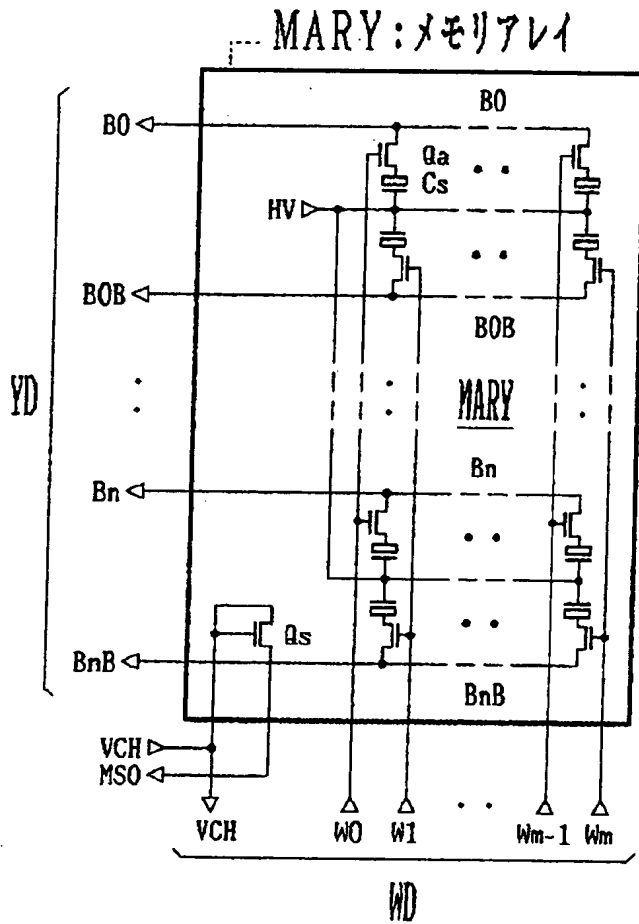 MARY:メモリアレイ
B0
B0
Qa
Cs
HV
B0B
B0B
YD
MARY
Bn
Bn
Qs
BnB
BnB
VCH
MS0
VCH
W0
W1
Wm-1
Wm
WD